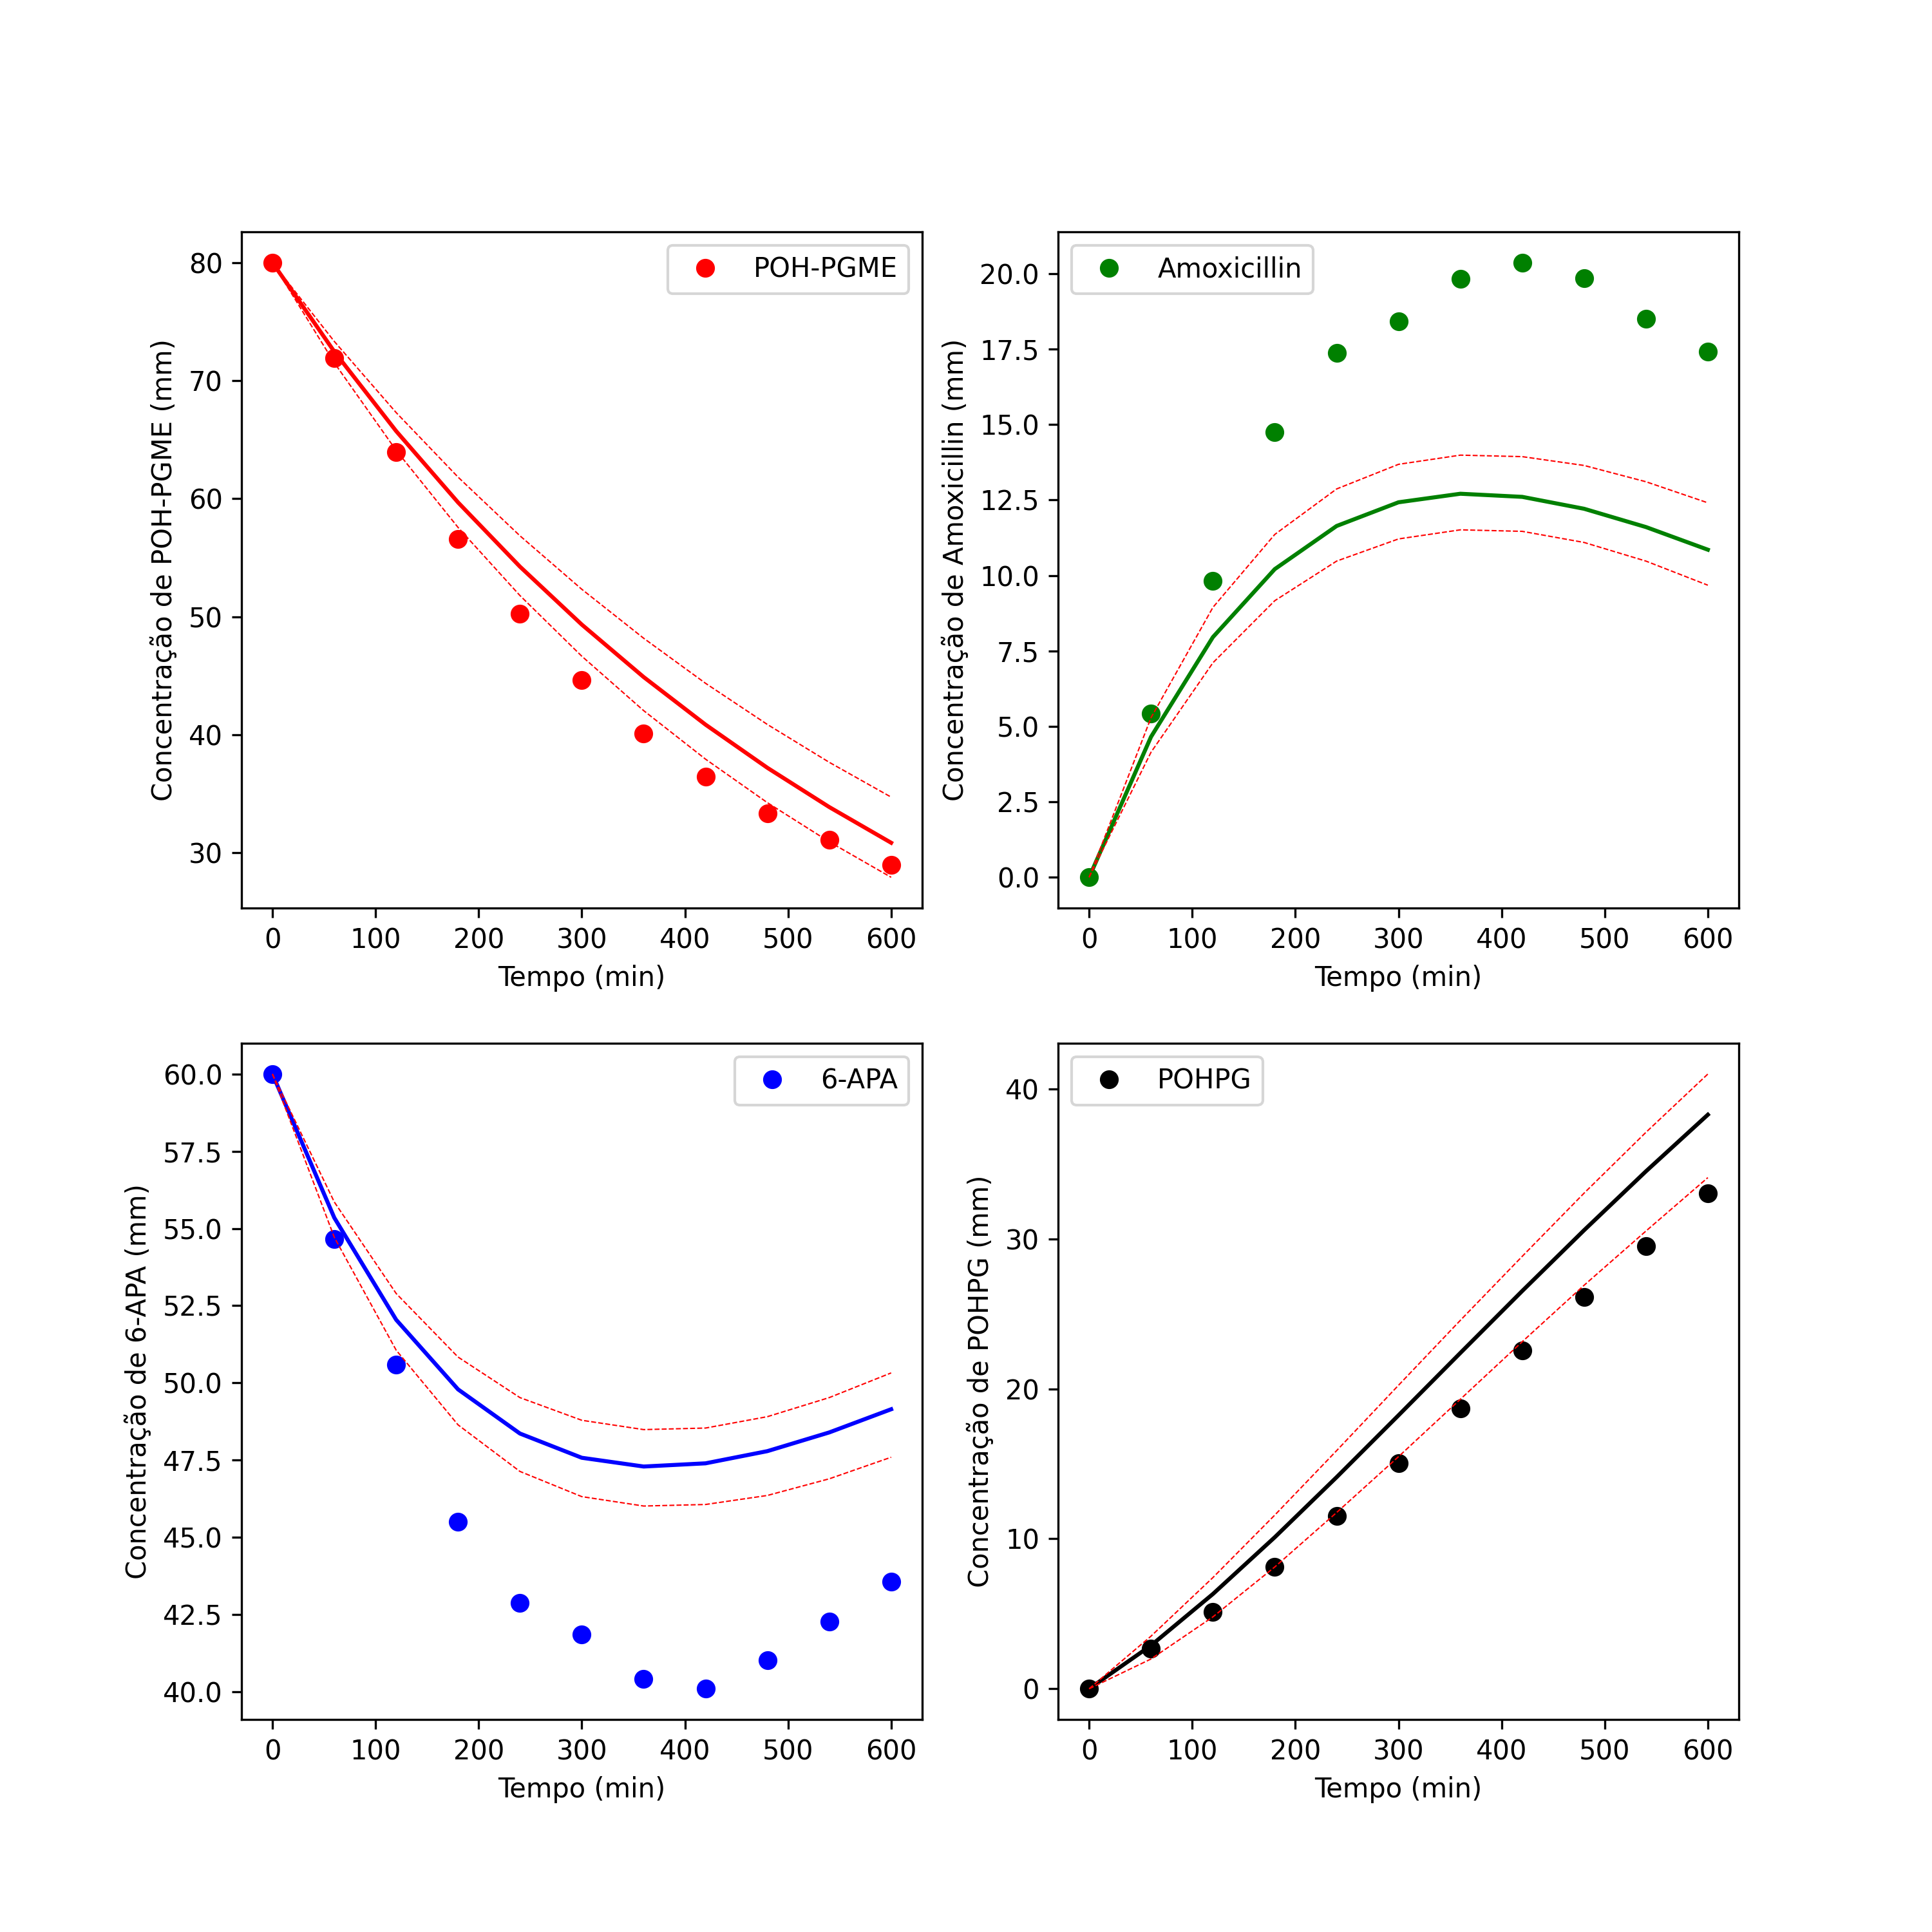 POH-PGME
80
70
60
50
40
30
Concentração de POH-PGME (mm)
0 100 200 300 400 500 600
Tempo (min)
Amoxicillin
20.0
17.5
15.0
12.5
10.0
7.5
5.0
2.5
0.0
Concentração de Amoxicillin (mm)
0 100 200 300 400 500 600
Tempo (min)
6-APA
60.0
57.5
55.0
52.5
50.0
47.5
45.0
42.5
40.0
Concentração de 6-APA (mm)
0 100 200 300 400 500 600
Tempo (min)
POHPG
40
30
20
10
0
Concentração de POHPG (mm)
0 100 200 300 400 500 600
Tempo (min)